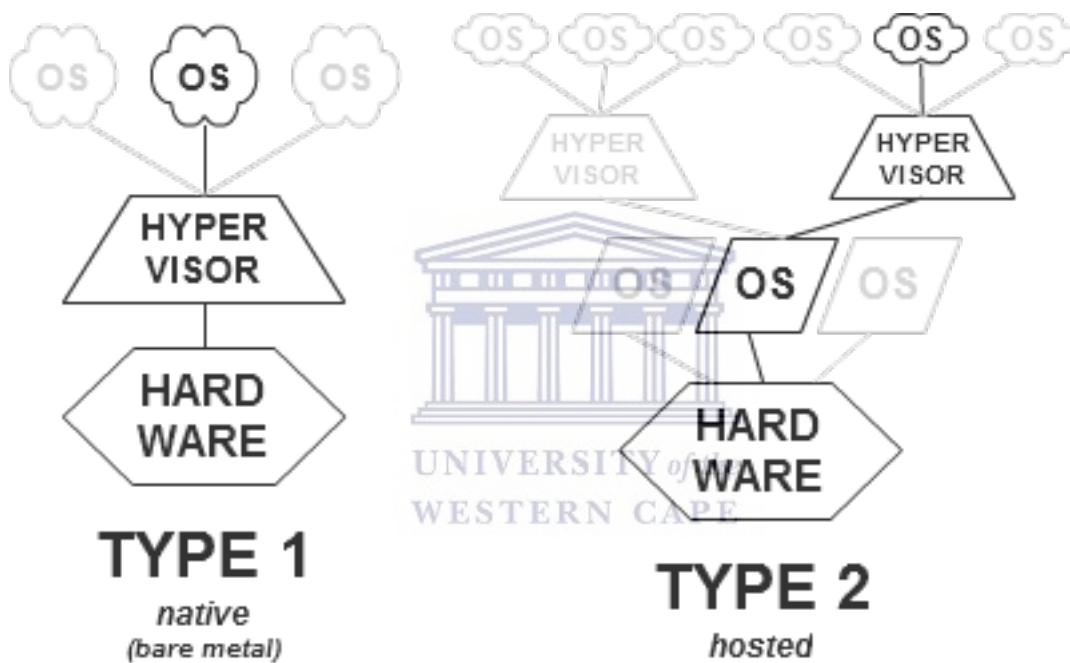 OS
OS
OS
HYPER
VISOR
HARD
WARE
TYPE 1
native
(bare metal)
OS
OS
OS
OS
OS
OS
HYPER
VISOR
HYPER
VISOR
OS
OS
OS
HARD
WARE
UNIVERSITY of the
WESTERN CAPE
TYPE 2
hosted